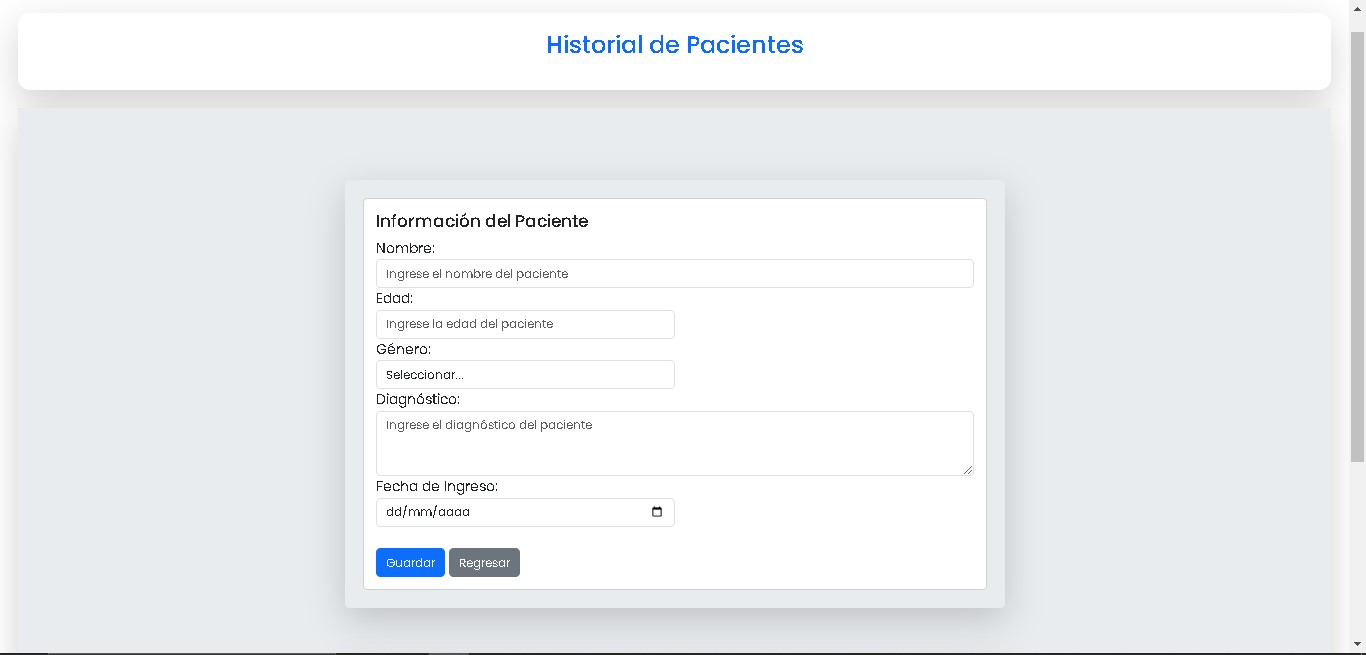 Historial de Pacientes
Información del Paciente
Nombre:
Ingrese el nombre del paciente
Edad:
Ingrese la edad del paciente
Género:
Seleccionar...
Diagnóstico:
Ingrese el diagnóstico del paciente
Fecha de Ingreso:
dd/mm/aaaa
Guardar Regresar